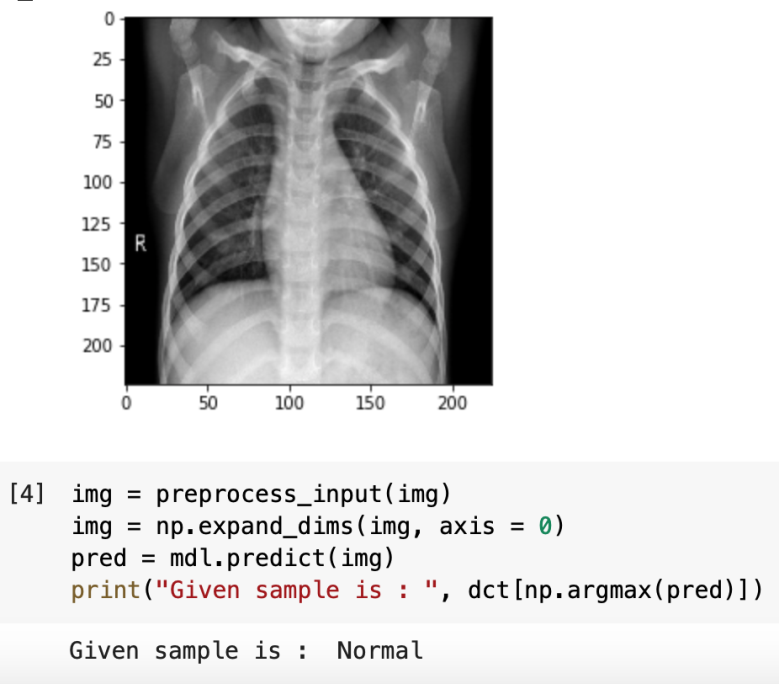 0
25
50
75
100
125
R
150
175
200
0 50 100 150 200
[4] img = preprocess_input(img)
img = np.expand_dims(img, axis = 0)
pred = mdl.predict(img)
print("Given sample is : ", dct[np.argmax(pred)])
Given sample is :  Normal